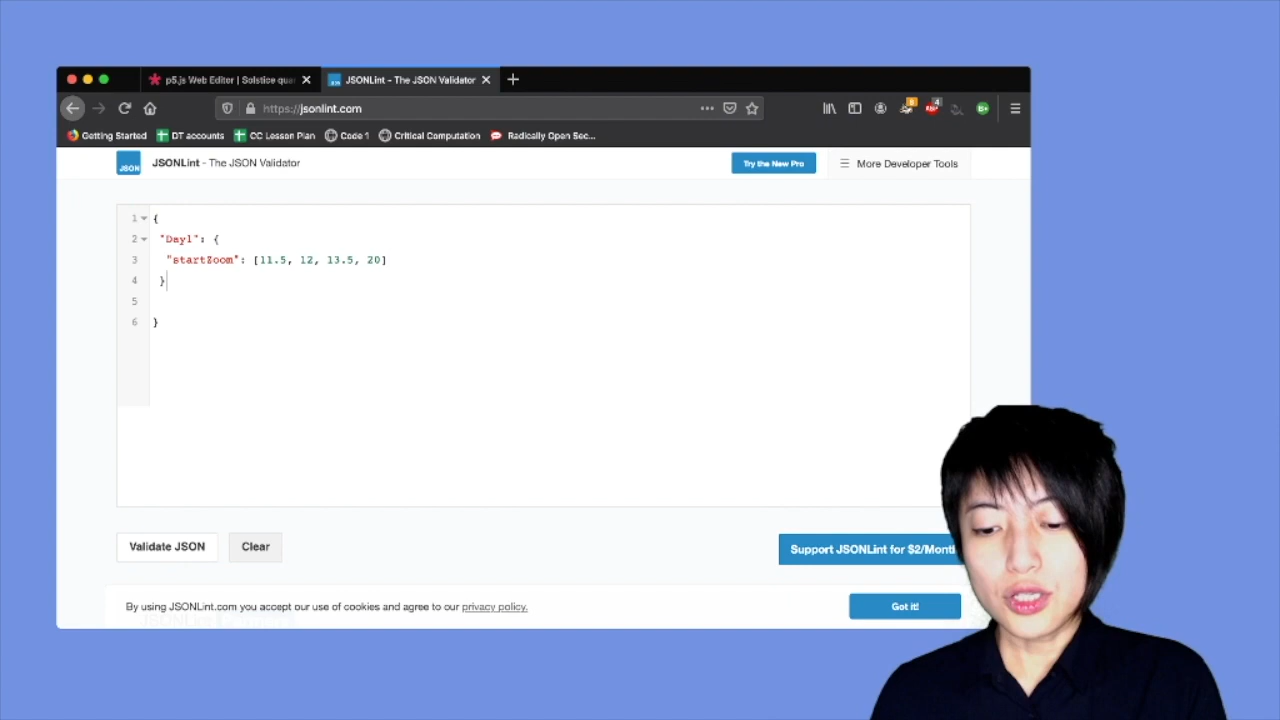 p5.js Web Editor | Solstice qua
JSONLint - The JSON Validator
https://jsonlint.com
Getting Started DT accounts CC Lesson Plan Code 1 Critical Computation Radically Open Sec...
JSON JSONLint - The JSON Validator
Try the New Pro
More Developer Tools
1 {
2 "Day1": {
3 "startZoom": [11.5, 12, 13.5, 20]
4 }
5
6 }
Validate JSON
Clear
Support JSONLint for $2/Mont
By using JSONLint.com you accept our use of cookies and agree to our privacy policy.
Got it!